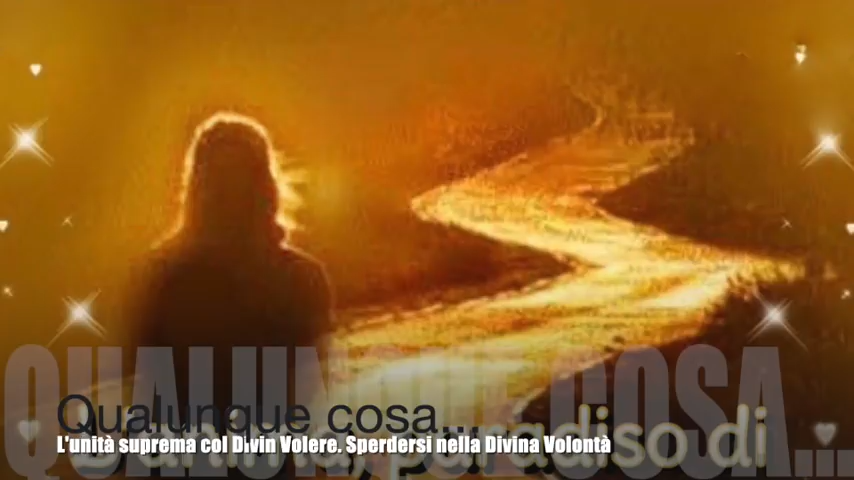 QUALUNQUE COSA...
Qualunque cosa...
L'unità suprema col Divin Volere. Sperdersi nella Divina Volontà
paradiso di